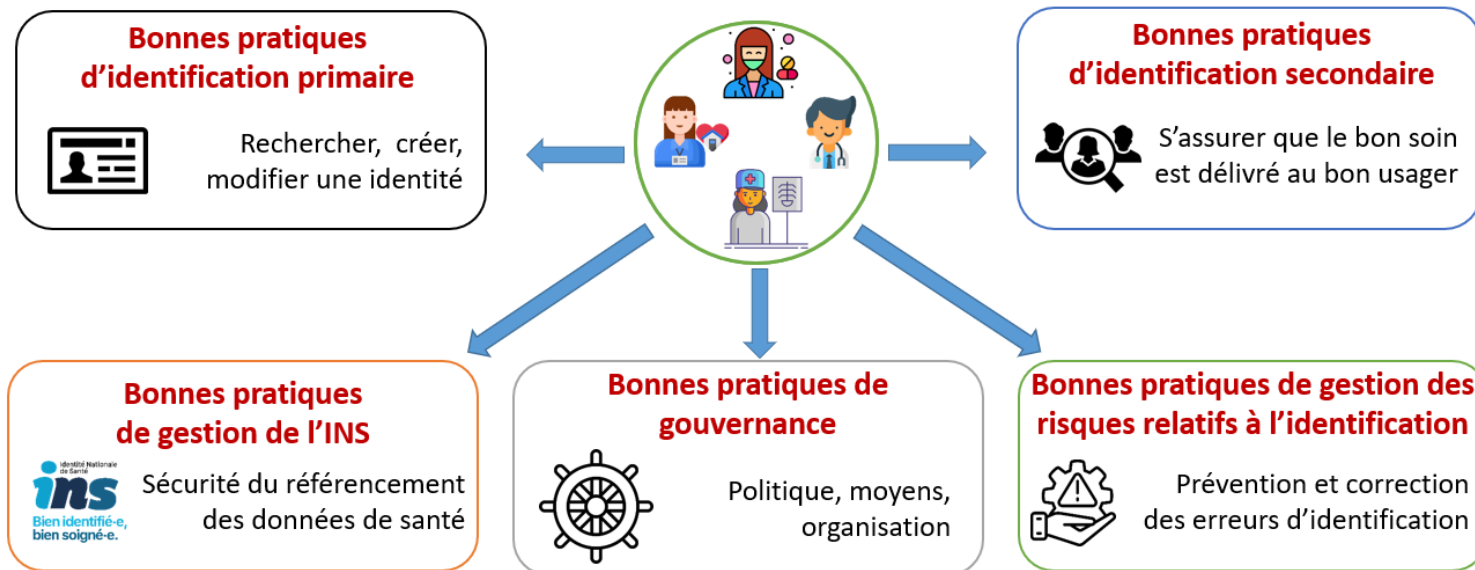 Bonnes pratiques
d'identification primaire
Rechercher, créer,
modifier une identité
Bonnes pratiques
d'identification secondaire
S'assurer que le bon soin
est délivré au bon usager
Bonnes pratiques
de gestion de l'INS
Identité Nationale
de Santé
ins
Bien identifié·e,
bien soigné·e.
Sécurité du référencement
des données de santé
Bonnes pratiques de
gouvernance
Politique, moyens,
organisation
Bonnes pratiques de gestion des
risques relatifs à l'identification
Prévention et correction
des erreurs d'identification